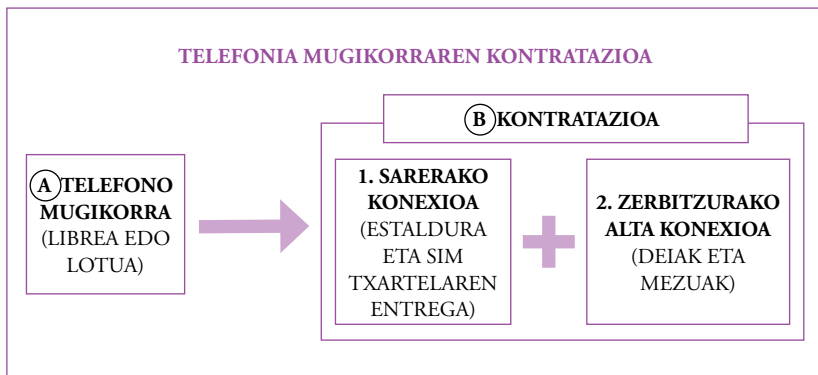 TELEFONIA MUGIKORRAREN KONTRATAZIOA
A TELEFONO
MUGIKORRA
(LIBREA EDO
LOTUA)
B KONTRATAZIOA
1. SARERAKO
KONEXIOA
(ESTALDURA
ETA SIM
TXARTELAREN
ENTREGA)
2. ZERBITZURAKO
ALTA KONEXIOA
(DEIAK ETA
MEZUAK)